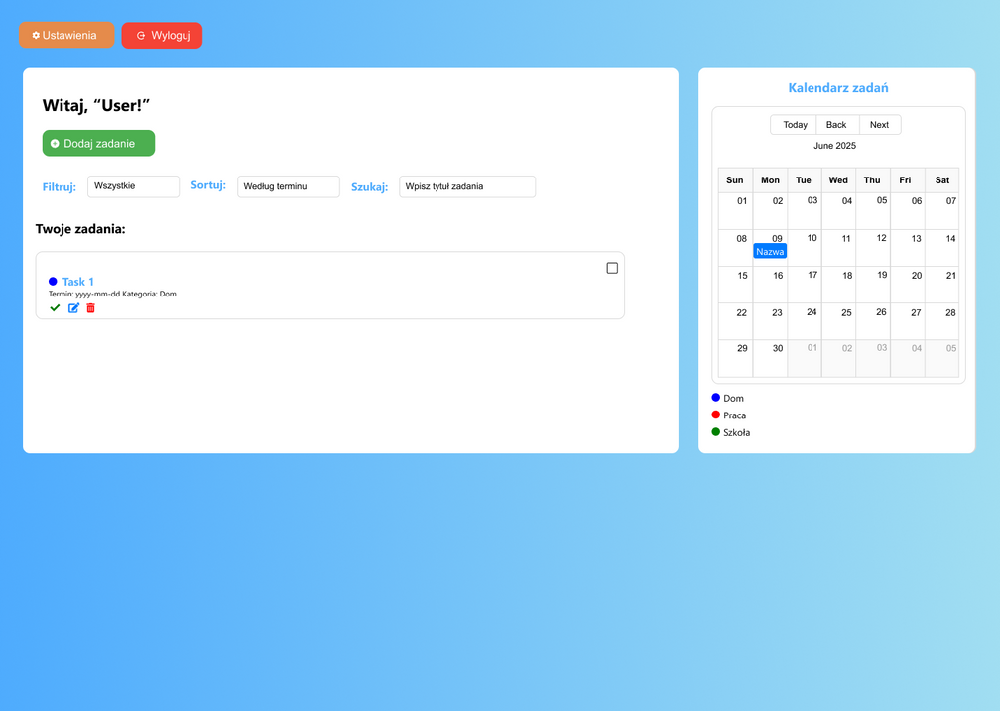 Ustawienia Wyloguj
Witaj, “User!”
Dodaj zadanie
Filtruj: Wszystkie Sortuj: Według terminu Szukaj: Wpisz tytuł zadania
Twoje zadania:
Task 1
Termin: yyyy-mm-dd Kategoria: Dom
Kalendarz zadań
Today Back Next
June 2025
Sun Mon Tue Wed Thu Fri Sat
01 02 03 04 05 06 07
08 09 10 11 12 13 14
Nazwa
15 16 17 18 19 20 21
22 23 24 25 26 27 28
29 30 01 02 03 04 05
Dom
Praca
Szkoła